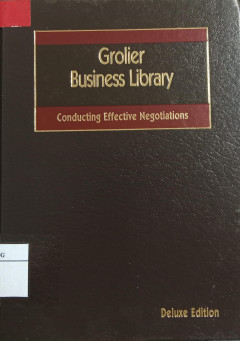 Grolier
Business Library
Conducting Effective Negotiations
G
Deluxe Edition